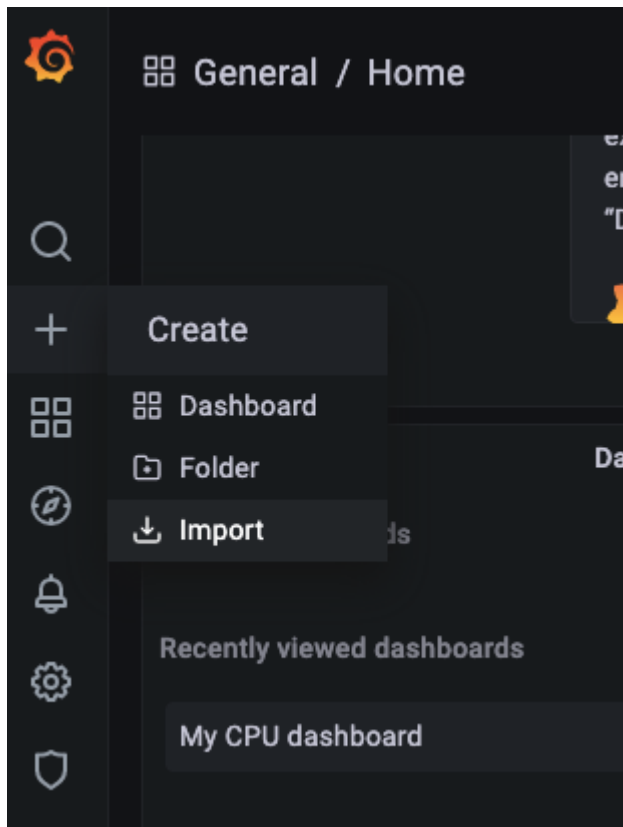 General / Home
Create
Dashboard
Folder
Import
Recently viewed dashboards
My CPU dashboard